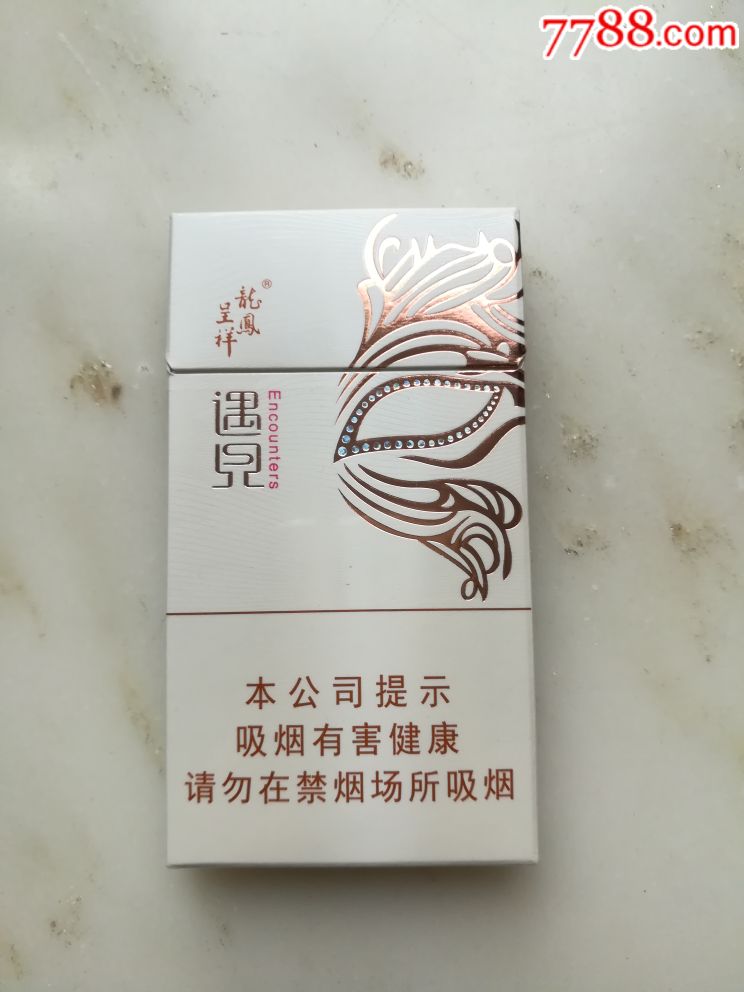 7788.com
龍鳳®
呈祥
遇見
Encounters
本公司提示
吸烟有害健康
请勿在禁烟场所吸烟